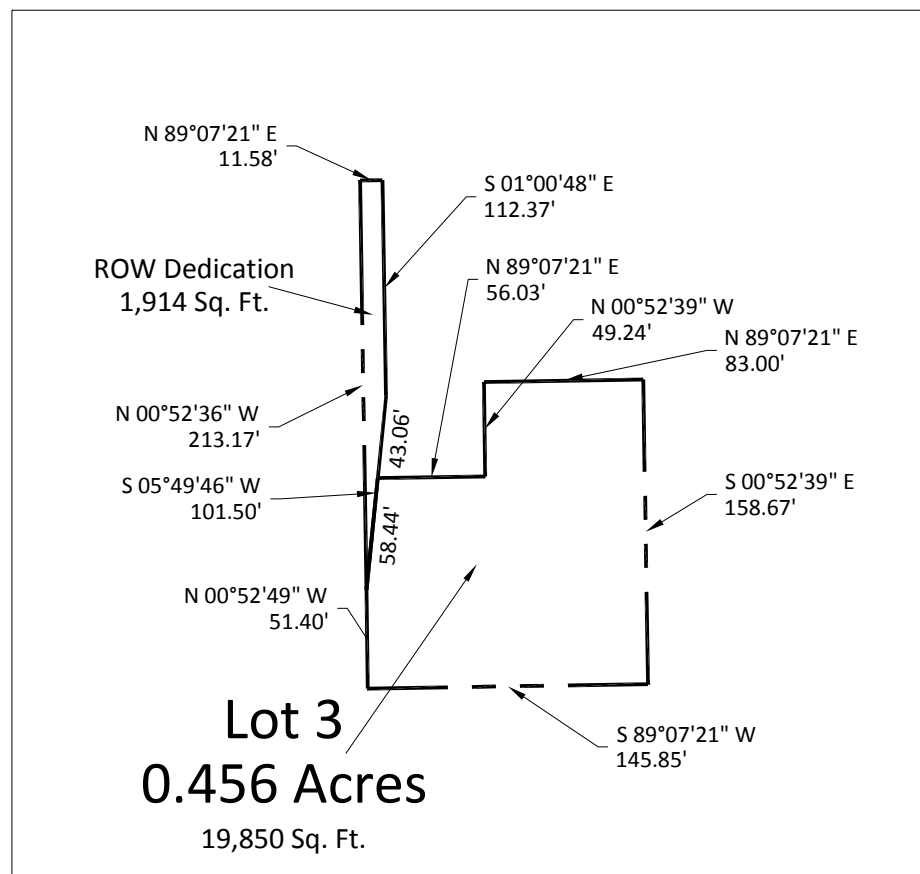 N 89°07'21" E
11.58'
S 01°00'48" E
112.37'
ROW Dedication
1,914 Sq. Ft.
N 89°07'21" E
56.03'
N 00°52'39" W
49.24'
N 89°07'21" E
83.00'
N 00°52'36" W
213.17'
43.06'
S 05°49'46" W
101.50'
58.44'
S 00°52'39" E
158.67'
N 00°52'49" W
51.40'
S 89°07'21" W
145.85'
Lot 3
0.456 Acres
19,850 Sq. Ft.